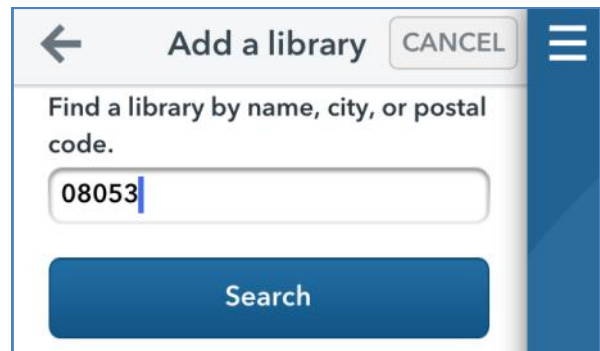 Add a library CANCEL
Find a library by name, city, or postal
code.
08053
Search